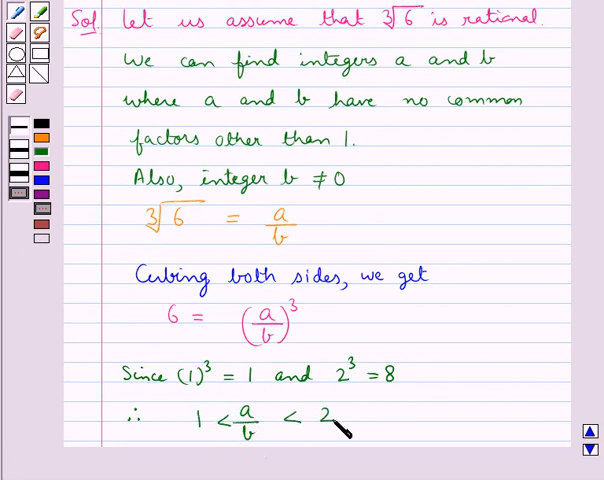 Sol. Let us assume that ∛6 is rational.
We can find integers a and b
where a and b have no common
factors other than 1.
Also, integer b ≠ 0
∛6 = a/b
Cubing both sides, we get
6 = (a/b)³
Since (1)³ = 1 and 2³ = 8
∴ 1 < a/b < 2